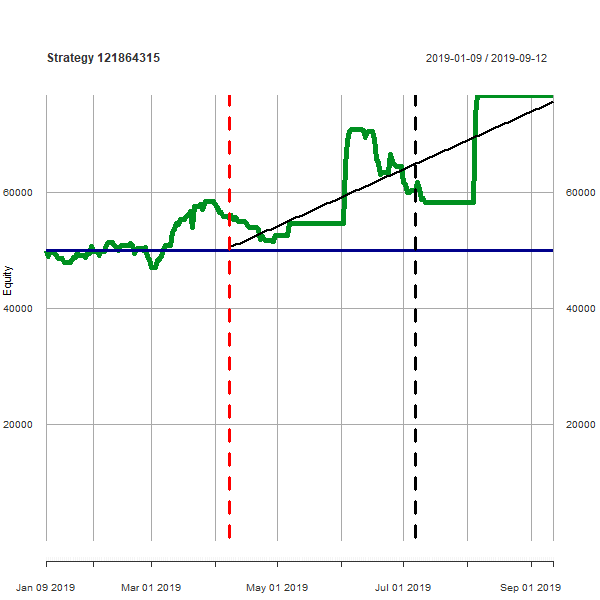 Strategy 121864315
2019-01-09 / 2019-09-12
Equity
60000
60000
40000
40000
20000
20000
Jan 09 2019
Mar 01 2019
May 01 2019
Jul 01 2019
Sep 01 2019